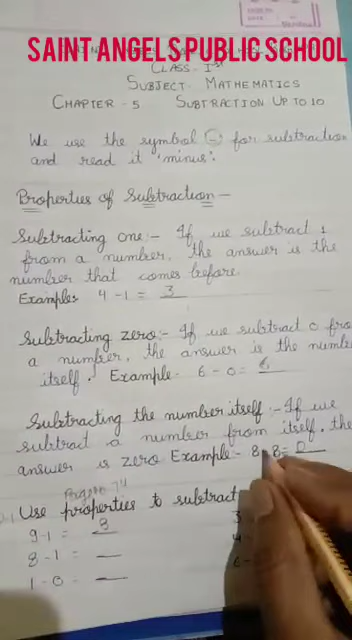 SAINT ANGELS PUBLIC SCHOOL
CLASS - Ist
SUBJECT - MATHEMATICS
CHAPTER - 5 SUBTRACTION UP TO 10
We use the symbol (-) for subtraction
and read it 'minus'.
Properties of Subtraction -
Subtracting one:- If we subtract 1
from a number, the answer is the
number that comes before.
Examples 4 - 1 = 3
Subtracting zero:- If we subtract 0 from
a number, the answer is the number
itself. Example - 6 - 0 = 6
Subtracting the number itself:- If we
subtract a number from itself, the
answer is zero Example:- 8 - 8 = 0
Pg no 74
Use properties to subtract
9-1 = 8
8-1 =
1-0 =